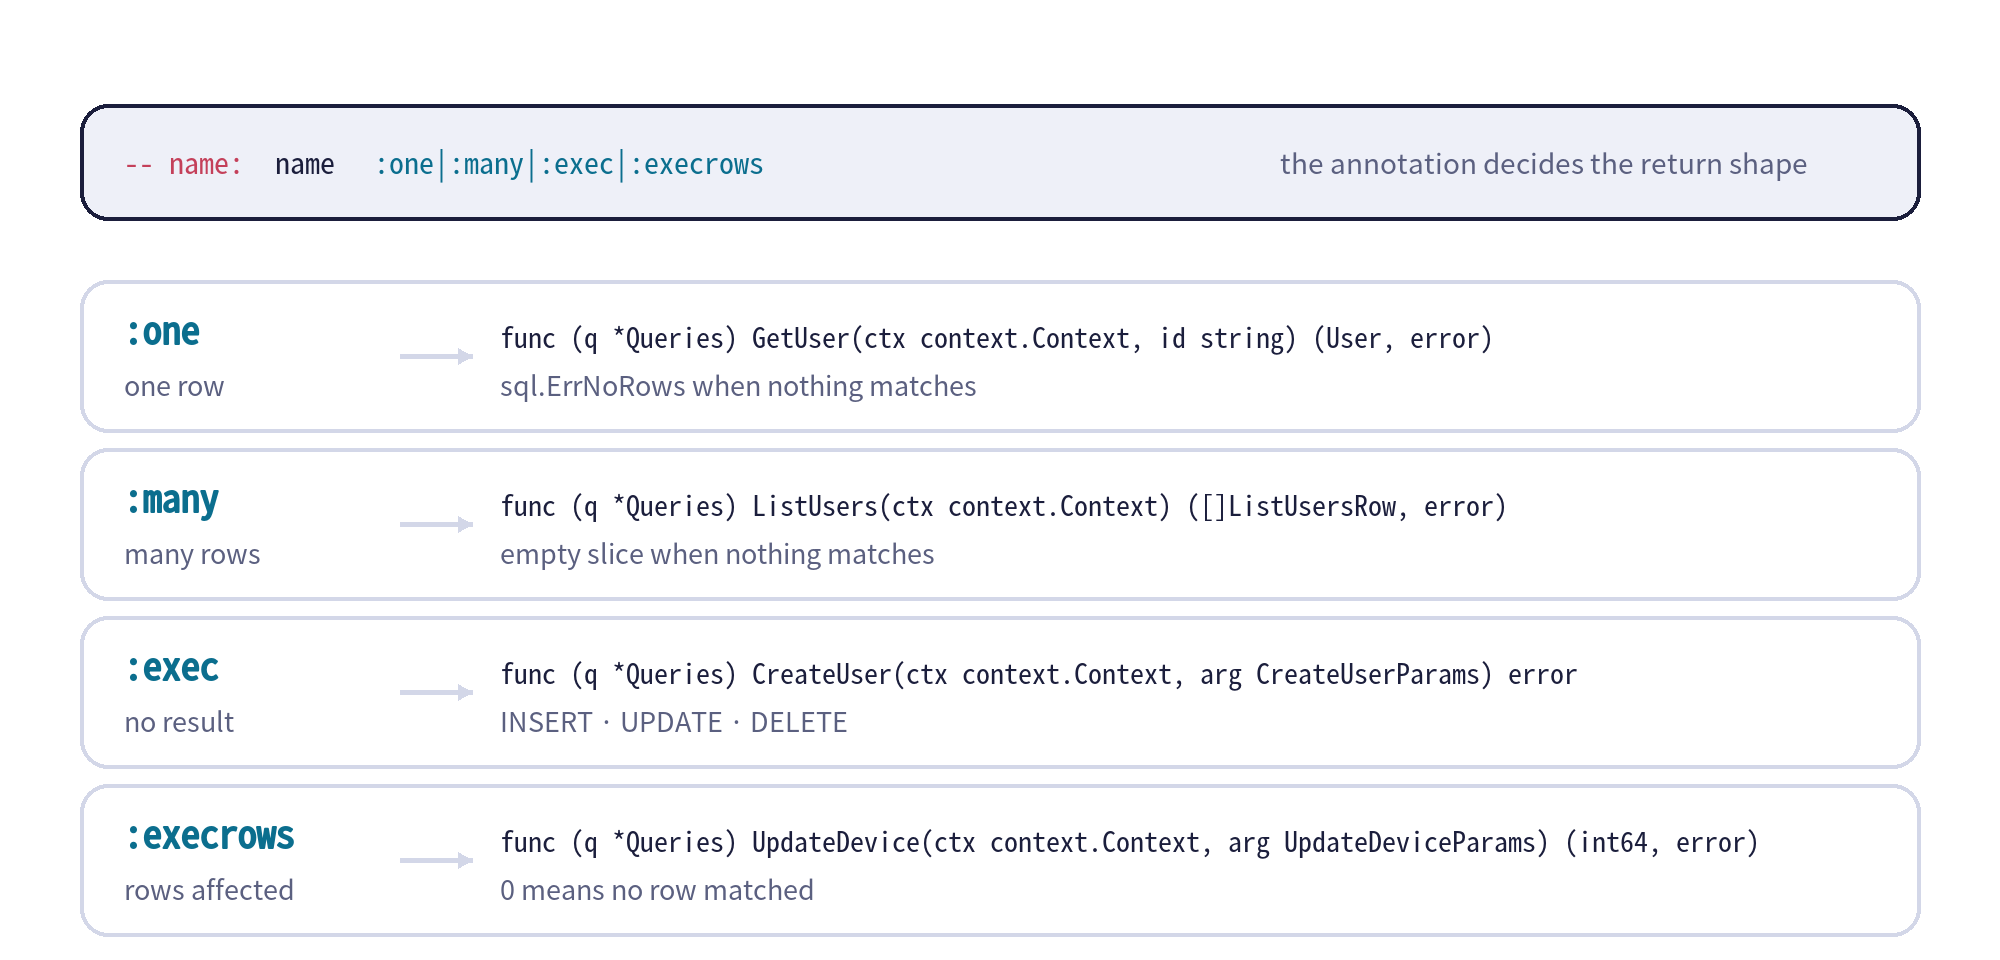 -- name: name :one|:many|:exec|:execrows the annotation decides the return shape
:one
func (q *Queries) GetUser(ctx context.Context, id string) (User, error)
one row
sql.ErrNoRows when nothing matches
:many
func (q *Queries) ListUsers(ctx context.Context) ([]ListUsersRow, error)
many rows
empty slice when nothing matches
:exec
func (q *Queries) CreateUser(ctx context.Context, arg CreateUserParams) error
no result
INSERT · UPDATE · DELETE
:execrows
func (q *Queries) UpdateDevice(ctx context.Context, arg UpdateDeviceParams) (int64, error)
rows affected
0 means no row matched